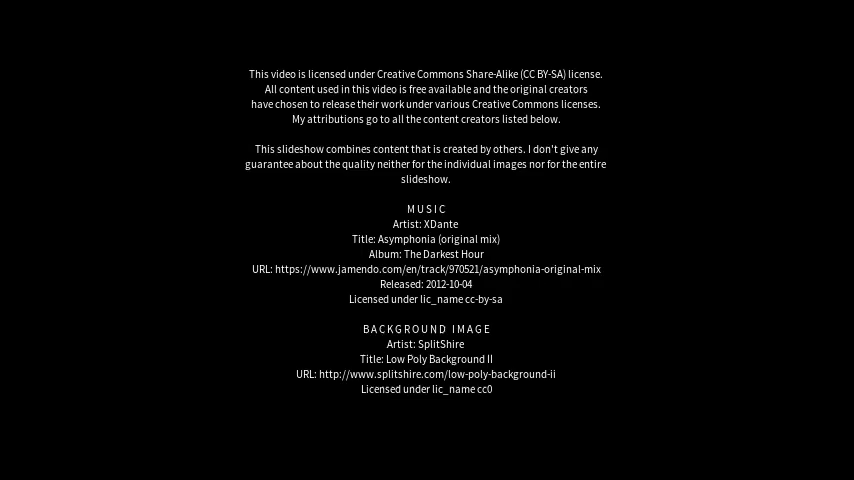 This video is licensed under Creative Commons Share-Alike (CC BY-SA) license.
All content used in this video is free available and the original creators
have chosen to release their work under various Creative Commons licenses.
My attributions go to all the content creators listed below.
This slideshow combines content that is created by others. I don't give any
guarantee about the quality neither for the individual images nor for the entire
slideshow.
MUSIC
Artist: XDante
Title: Asymphonia (original mix)
Album: The Darkest Hour
URL: https://www.jamendo.com/en/track/970521/asymphonia-original-mix
Released: 2012-10-04
Licensed under lic_name cc-by-sa
BACKGROUND IMAGE
Artist: SplitShire
Title: Low Poly Background II
URL: http://www.splitshire.com/low-poly-background-ii
Licensed under lic_name cc0